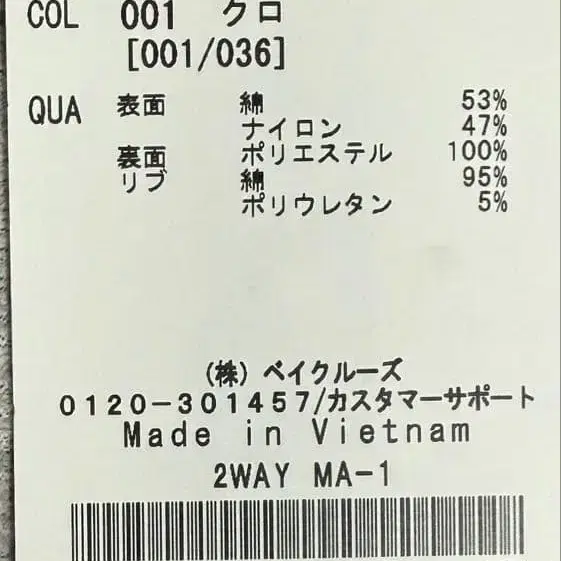 COL 001 クロ
[001/036]
QUA 表面 綿 53%
ナイロン 47%
裏面 ポリエステル 100%
リブ 綿 95%
ポリウレタン 5%
(株) ベイクルーズ
0120-301457/カスタマーサポート
Made in Vietnam
2WAY MA-1